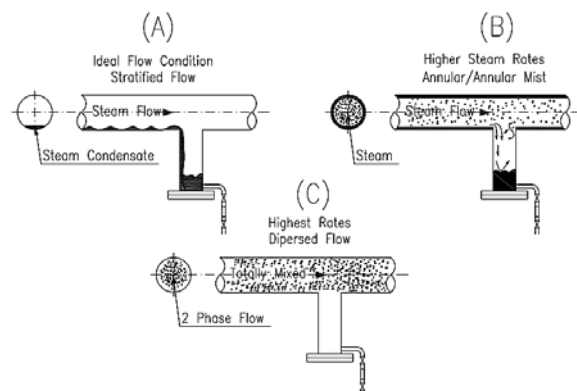 (A)
Ideal Flow Condition
Stratified Flow
Steam Flow
Steam Condensate
(B)
Higher Steam Rates
Annular/Annular Mist
Steam Flow
Steam
(C)
Highest Rates
Dipersed Flow
Totally Mixed
2 Phase Flow